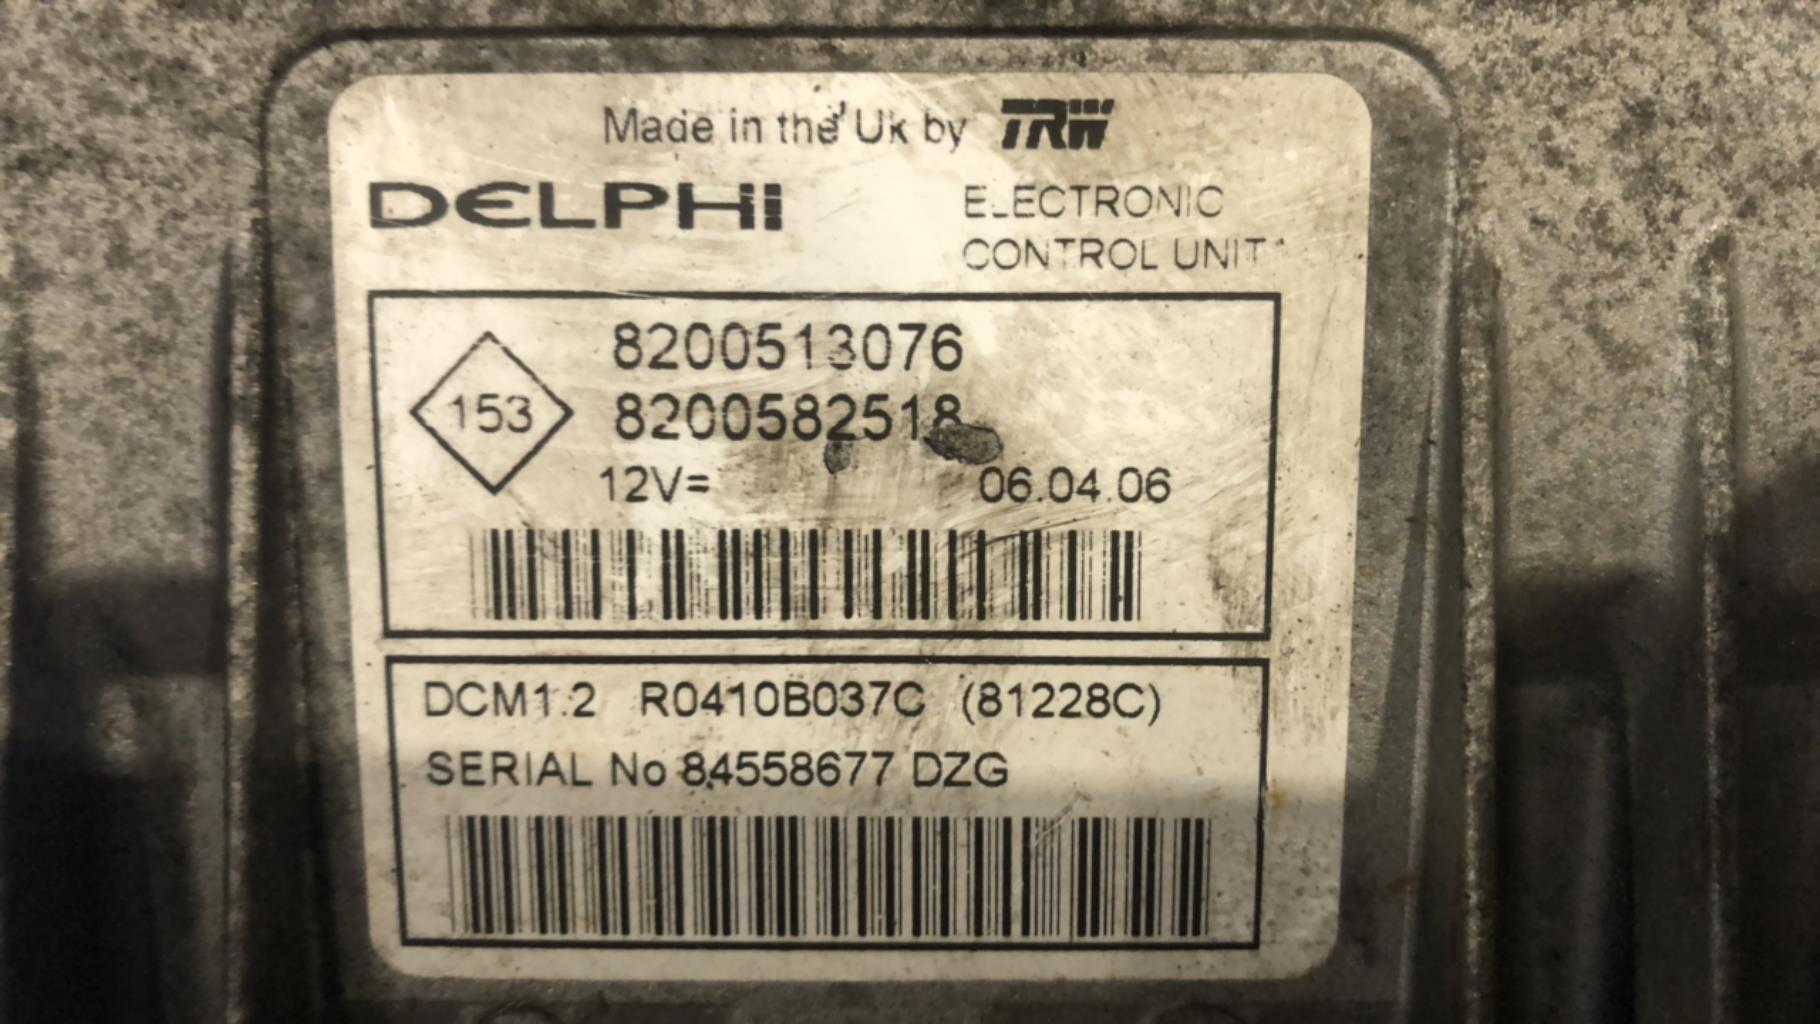 Made in the Uk by TRW
DELPHI
ELECTRONIC
CONTROL UNIT
153
8200513076
8200582518
12V=
06.04.06
DCM1.2 R0410B037C (81228C)
SERIAL No 84558677 DZG